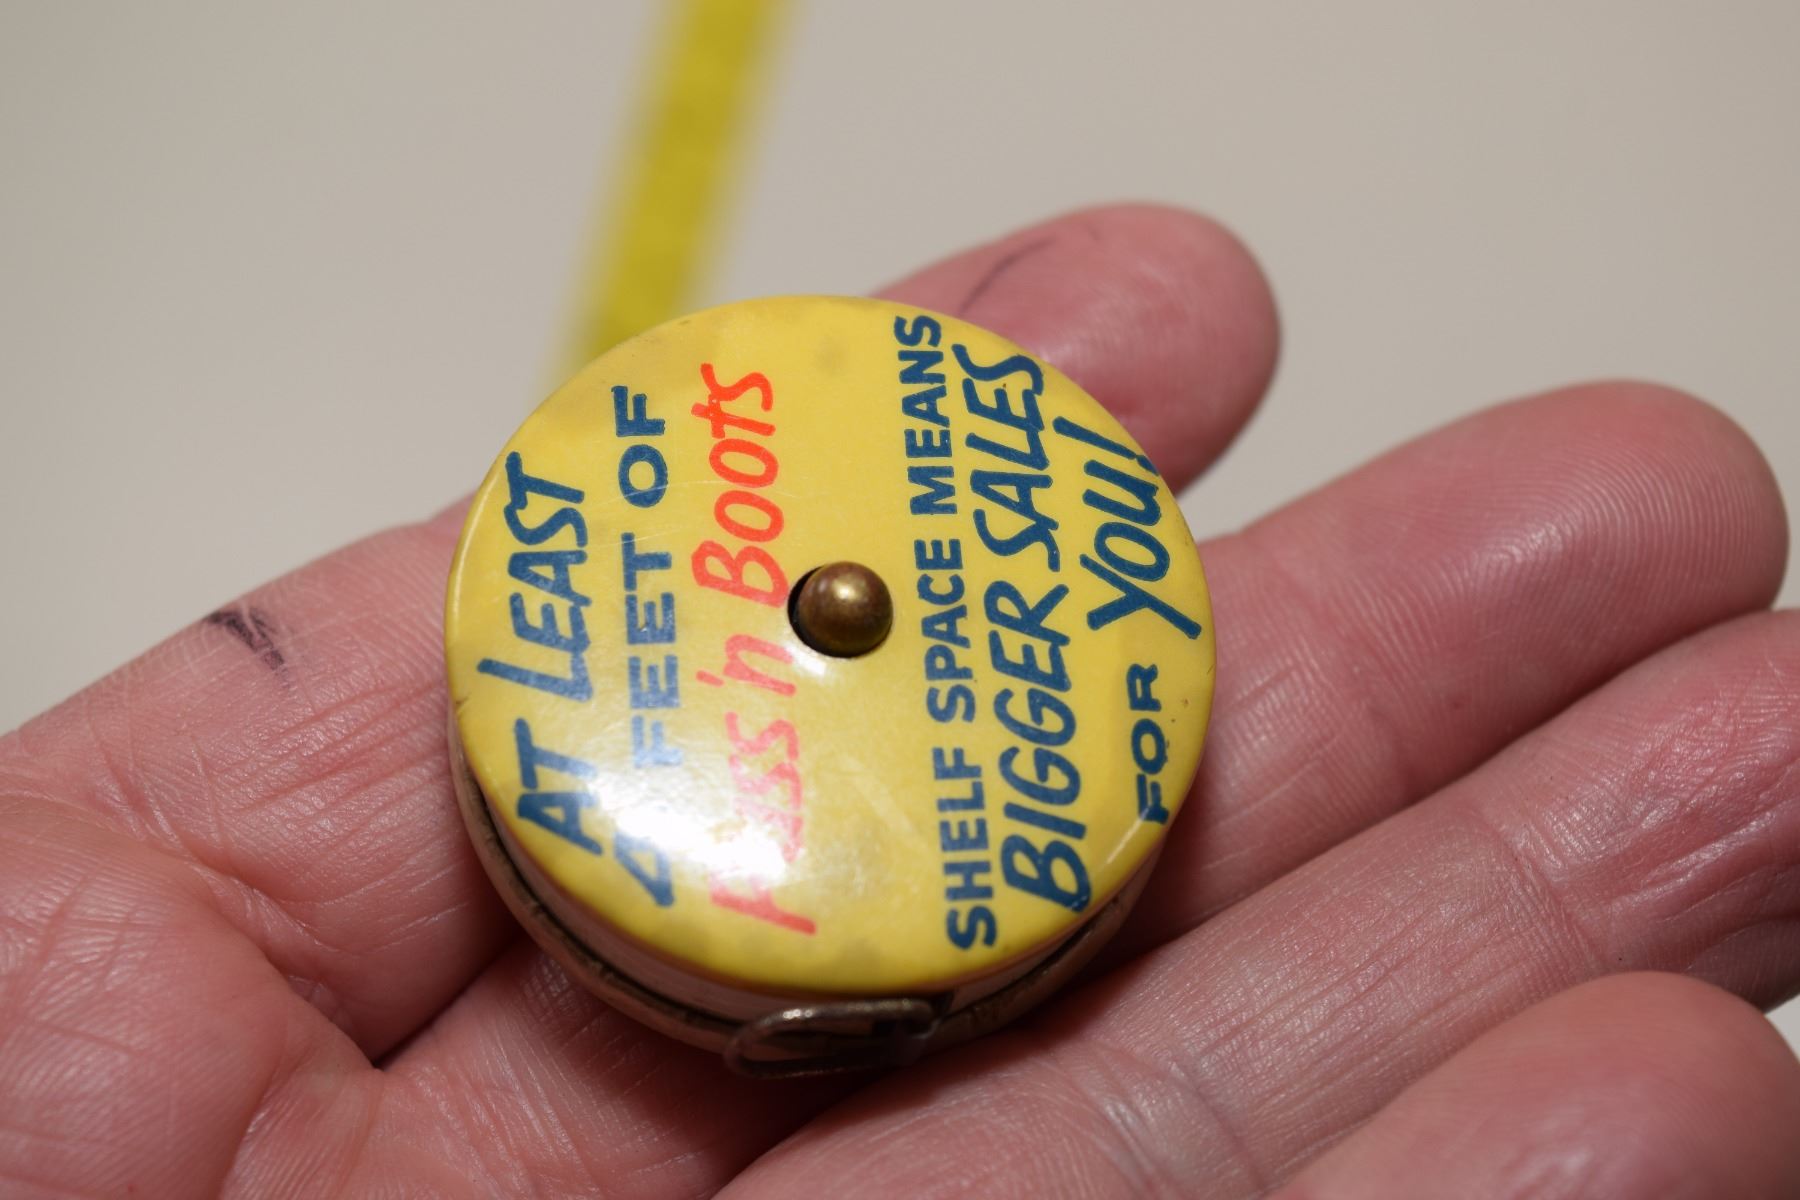 AT LEAST
4 FEET OF
Puss 'n Boots
SHELF SPACE MEANS
BIGGER SALES
FOR YOU!